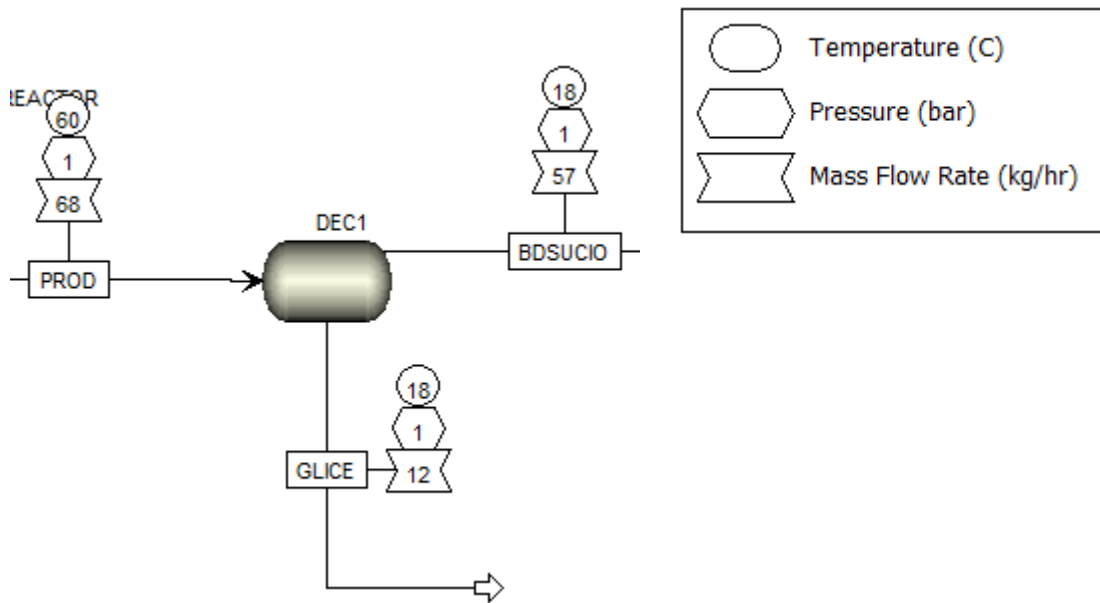 REACTOR
60
1
68
PROD
DEC1
18
1
57
BDSUCIO
18
1
12
GLICE
Temperature (C)
Pressure (bar)
Mass Flow Rate (kg/hr)